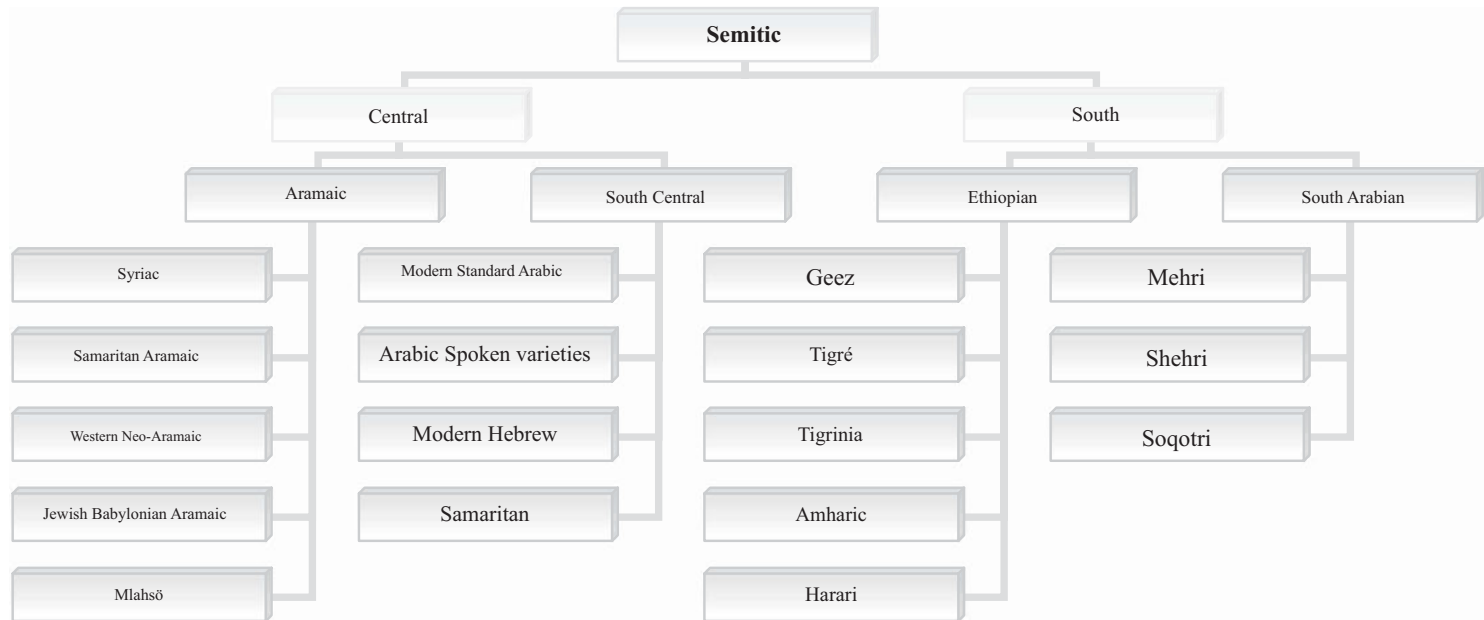 Semitic
Central
South
Aramaic
South Central
Ethiopian
South Arabian
Syriac
Modern Standard Arabic
Geez
Mehri
Samaritan Aramaic
Arabic Spoken varieties
Tigré
Shehri
Western Neo-Aramaic
Modern Hebrew
Tigrinia
Soqotri
Jewish Babylonian Aramaic
Samaritan
Amharic
Mlahsö
Harari